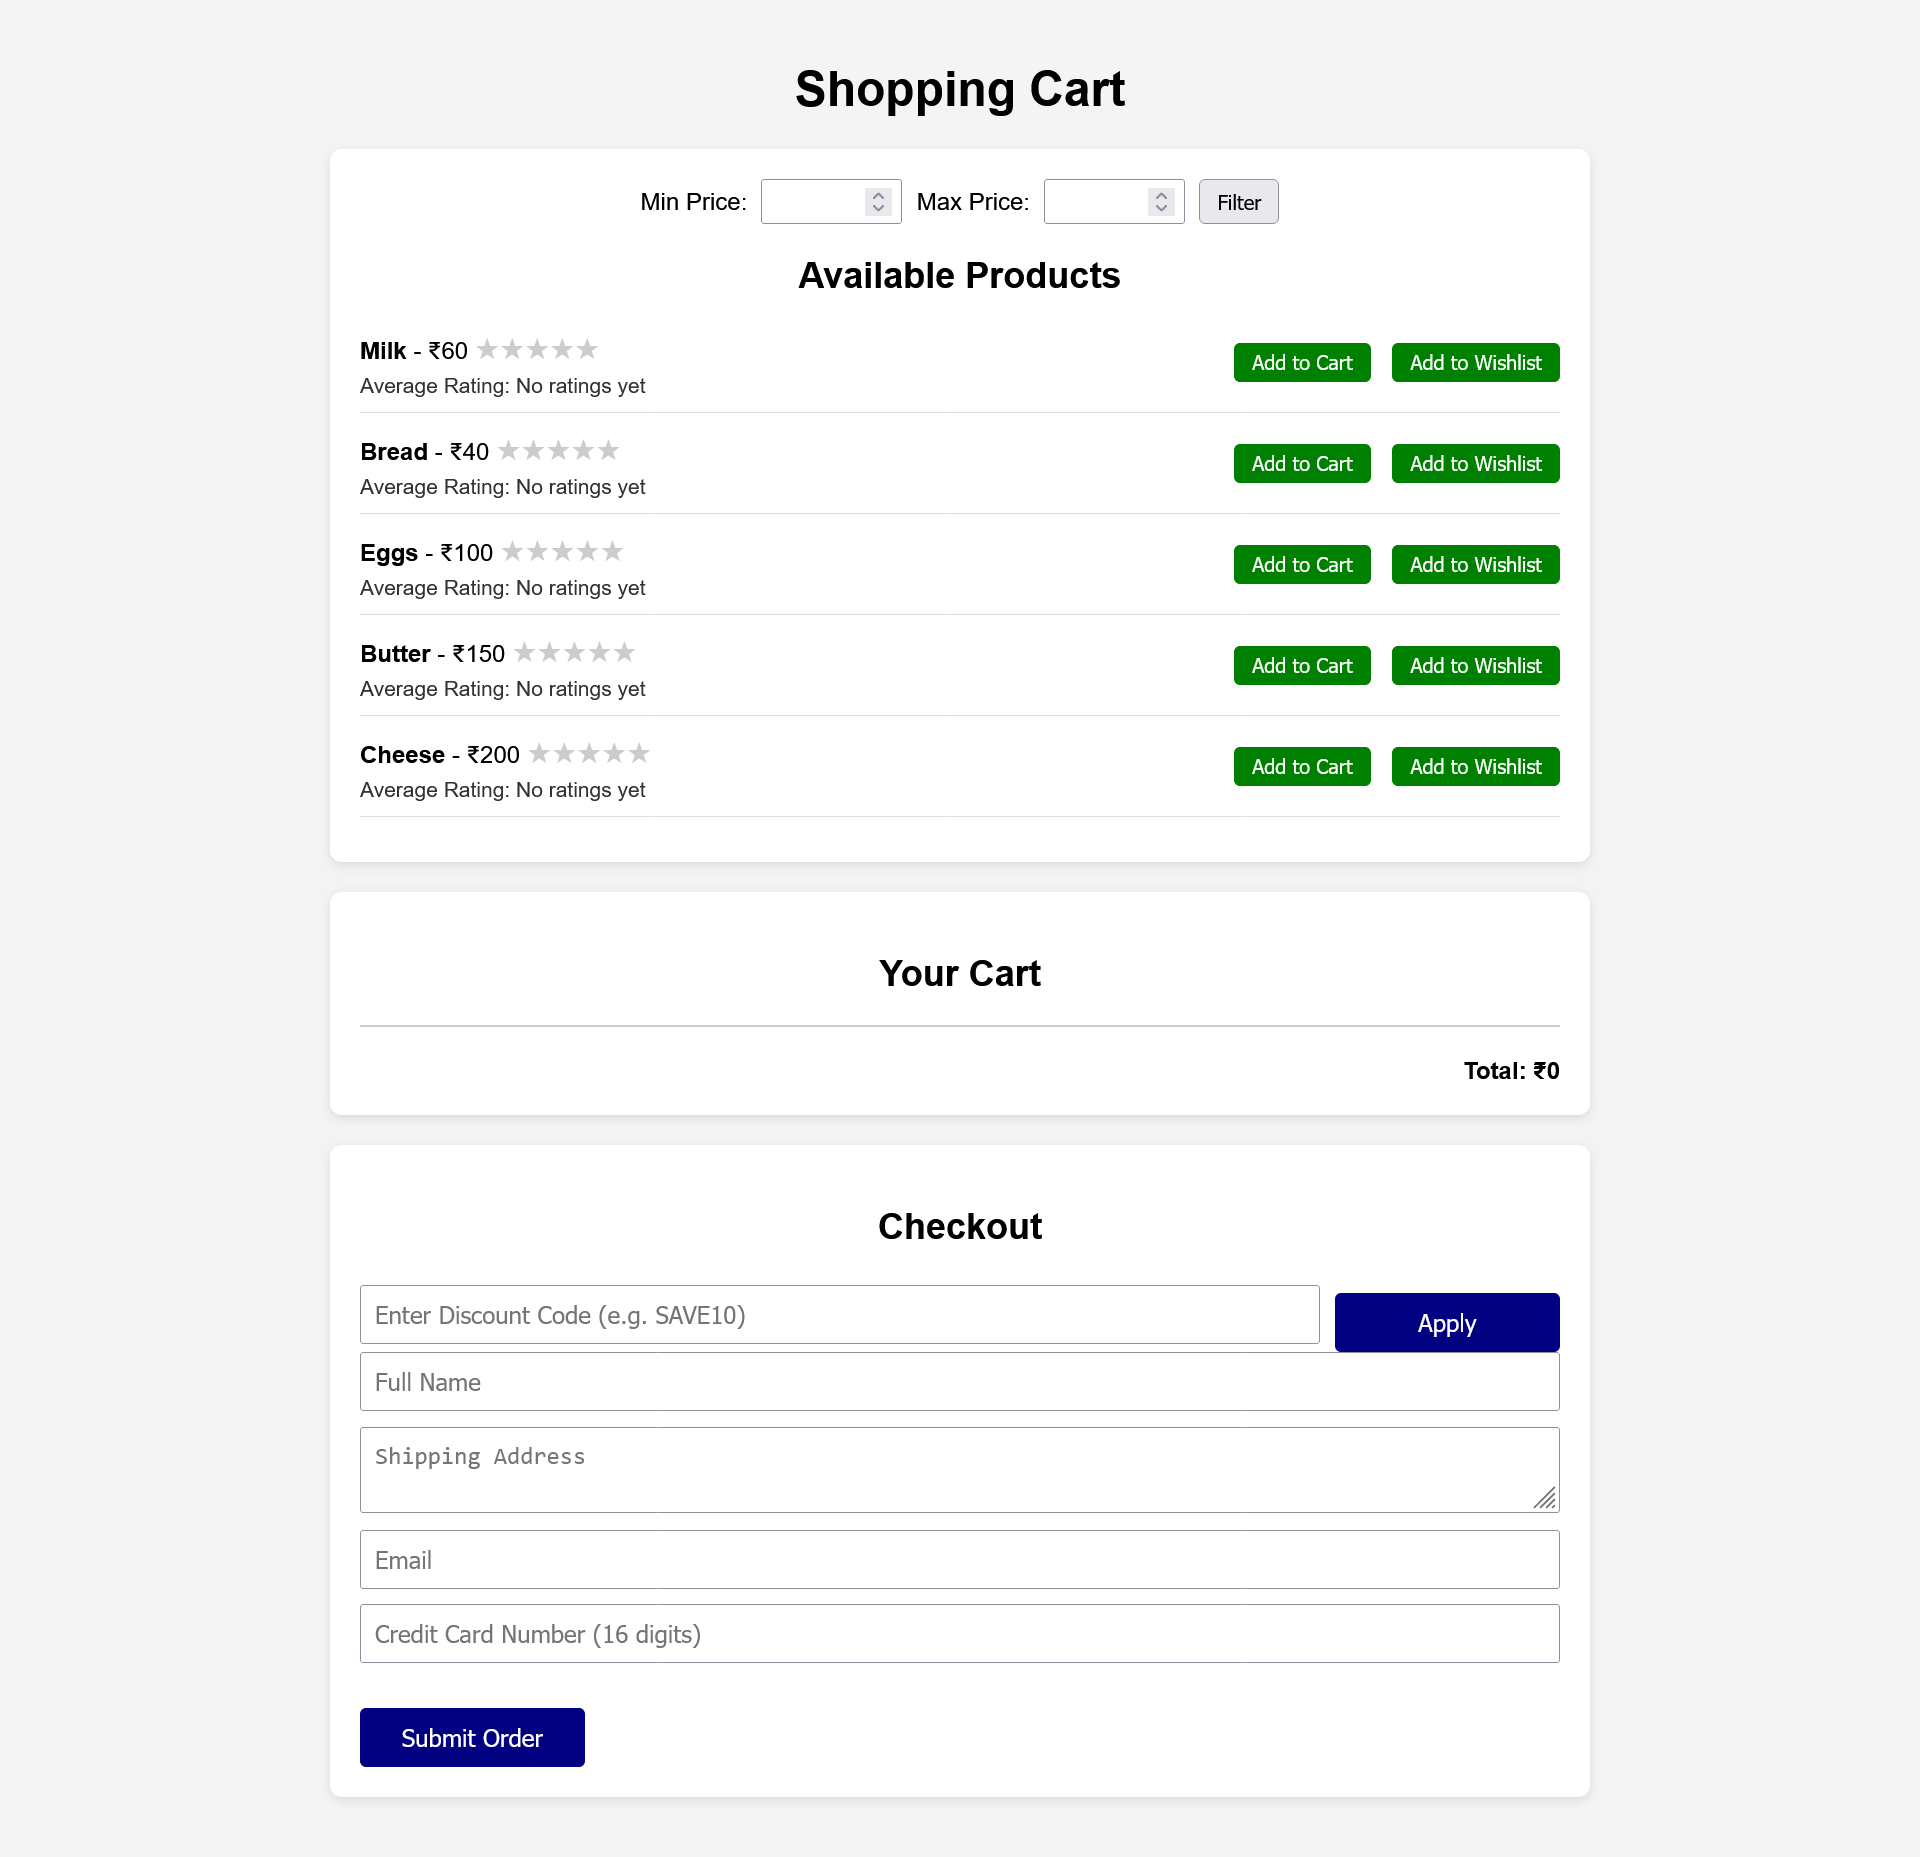 Shopping Cart
Min Price: Max Price: Filter
Available Products
Milk - ₹60 ★★★★★
Average Rating: No ratings yet
Add to Cart Add to Wishlist
Bread - ₹40 ★★★★★
Average Rating: No ratings yet
Add to Cart Add to Wishlist
Eggs - ₹100 ★★★★★
Average Rating: No ratings yet
Add to Cart Add to Wishlist
Butter - ₹150 ★★★★★
Average Rating: No ratings yet
Add to Cart Add to Wishlist
Cheese - ₹200 ★★★★★
Average Rating: No ratings yet
Add to Cart Add to Wishlist
Your Cart
Total: ₹0
Checkout
Enter Discount Code (e.g. SAVE10) Apply
Full Name
Shipping Address
Email
Credit Card Number (16 digits)
Submit Order